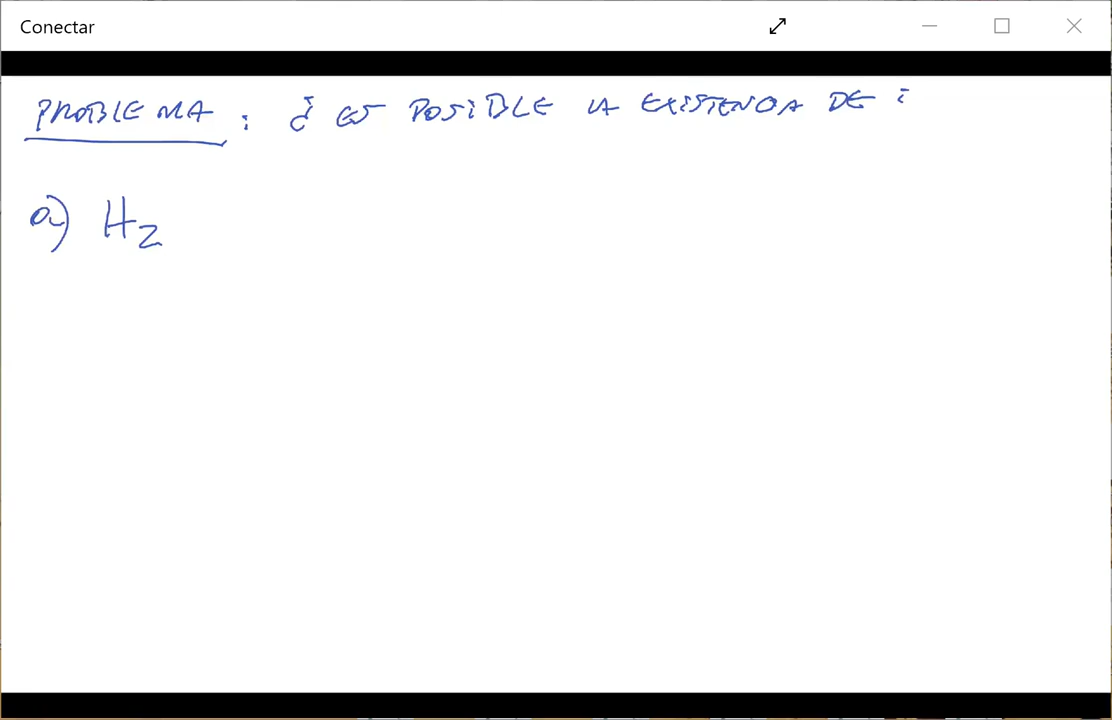 Conectar
PROBLEMA : ¿ ES POSIBLE LA EXISTENCIA DE :
a) H2